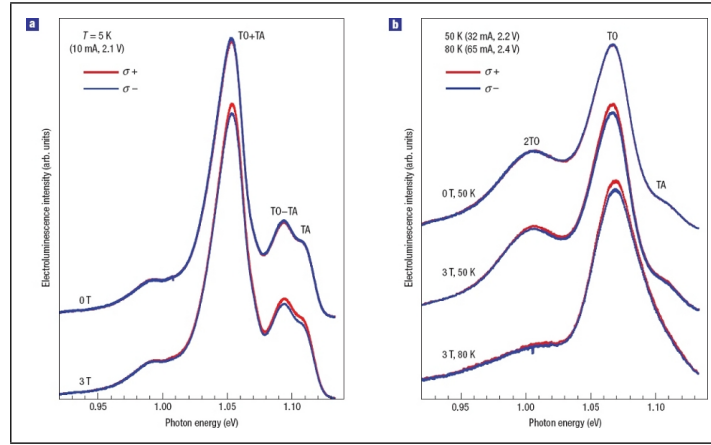 a
T = 5 K
(10 mA, 2.1 V)
σ+
σ−
TO+TA
TO−TA
TA
0 T
3 T
Electroluminescence intensity (arb. units)
0.95 1.00 1.05 1.10
Photon energy (eV)
b
50 K (32 mA, 2.2 V)
80 K (65 mA, 2.4 V)
σ+
σ−
TO
2TO
TA
0 T, 50 K
3 T, 50 K
3 T, 80 K
Electroluminescence intensity (arb. units)
0.95 1.00 1.05 1.10
Photon energy (eV)